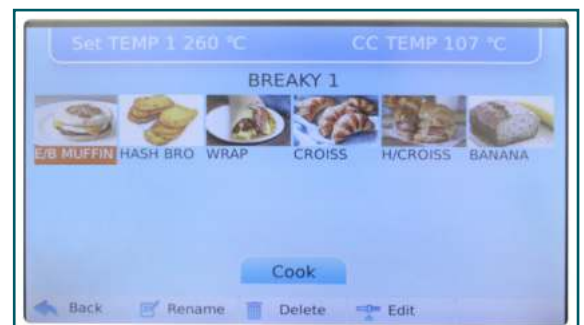 Set TEMP 1 260 °C CC TEMP 107 °C
BREAKY 1
E/B MUFFIN HASH BRO WRAP CROISS H/CROISS BANANA
Cook
Back Rename Delete Edit